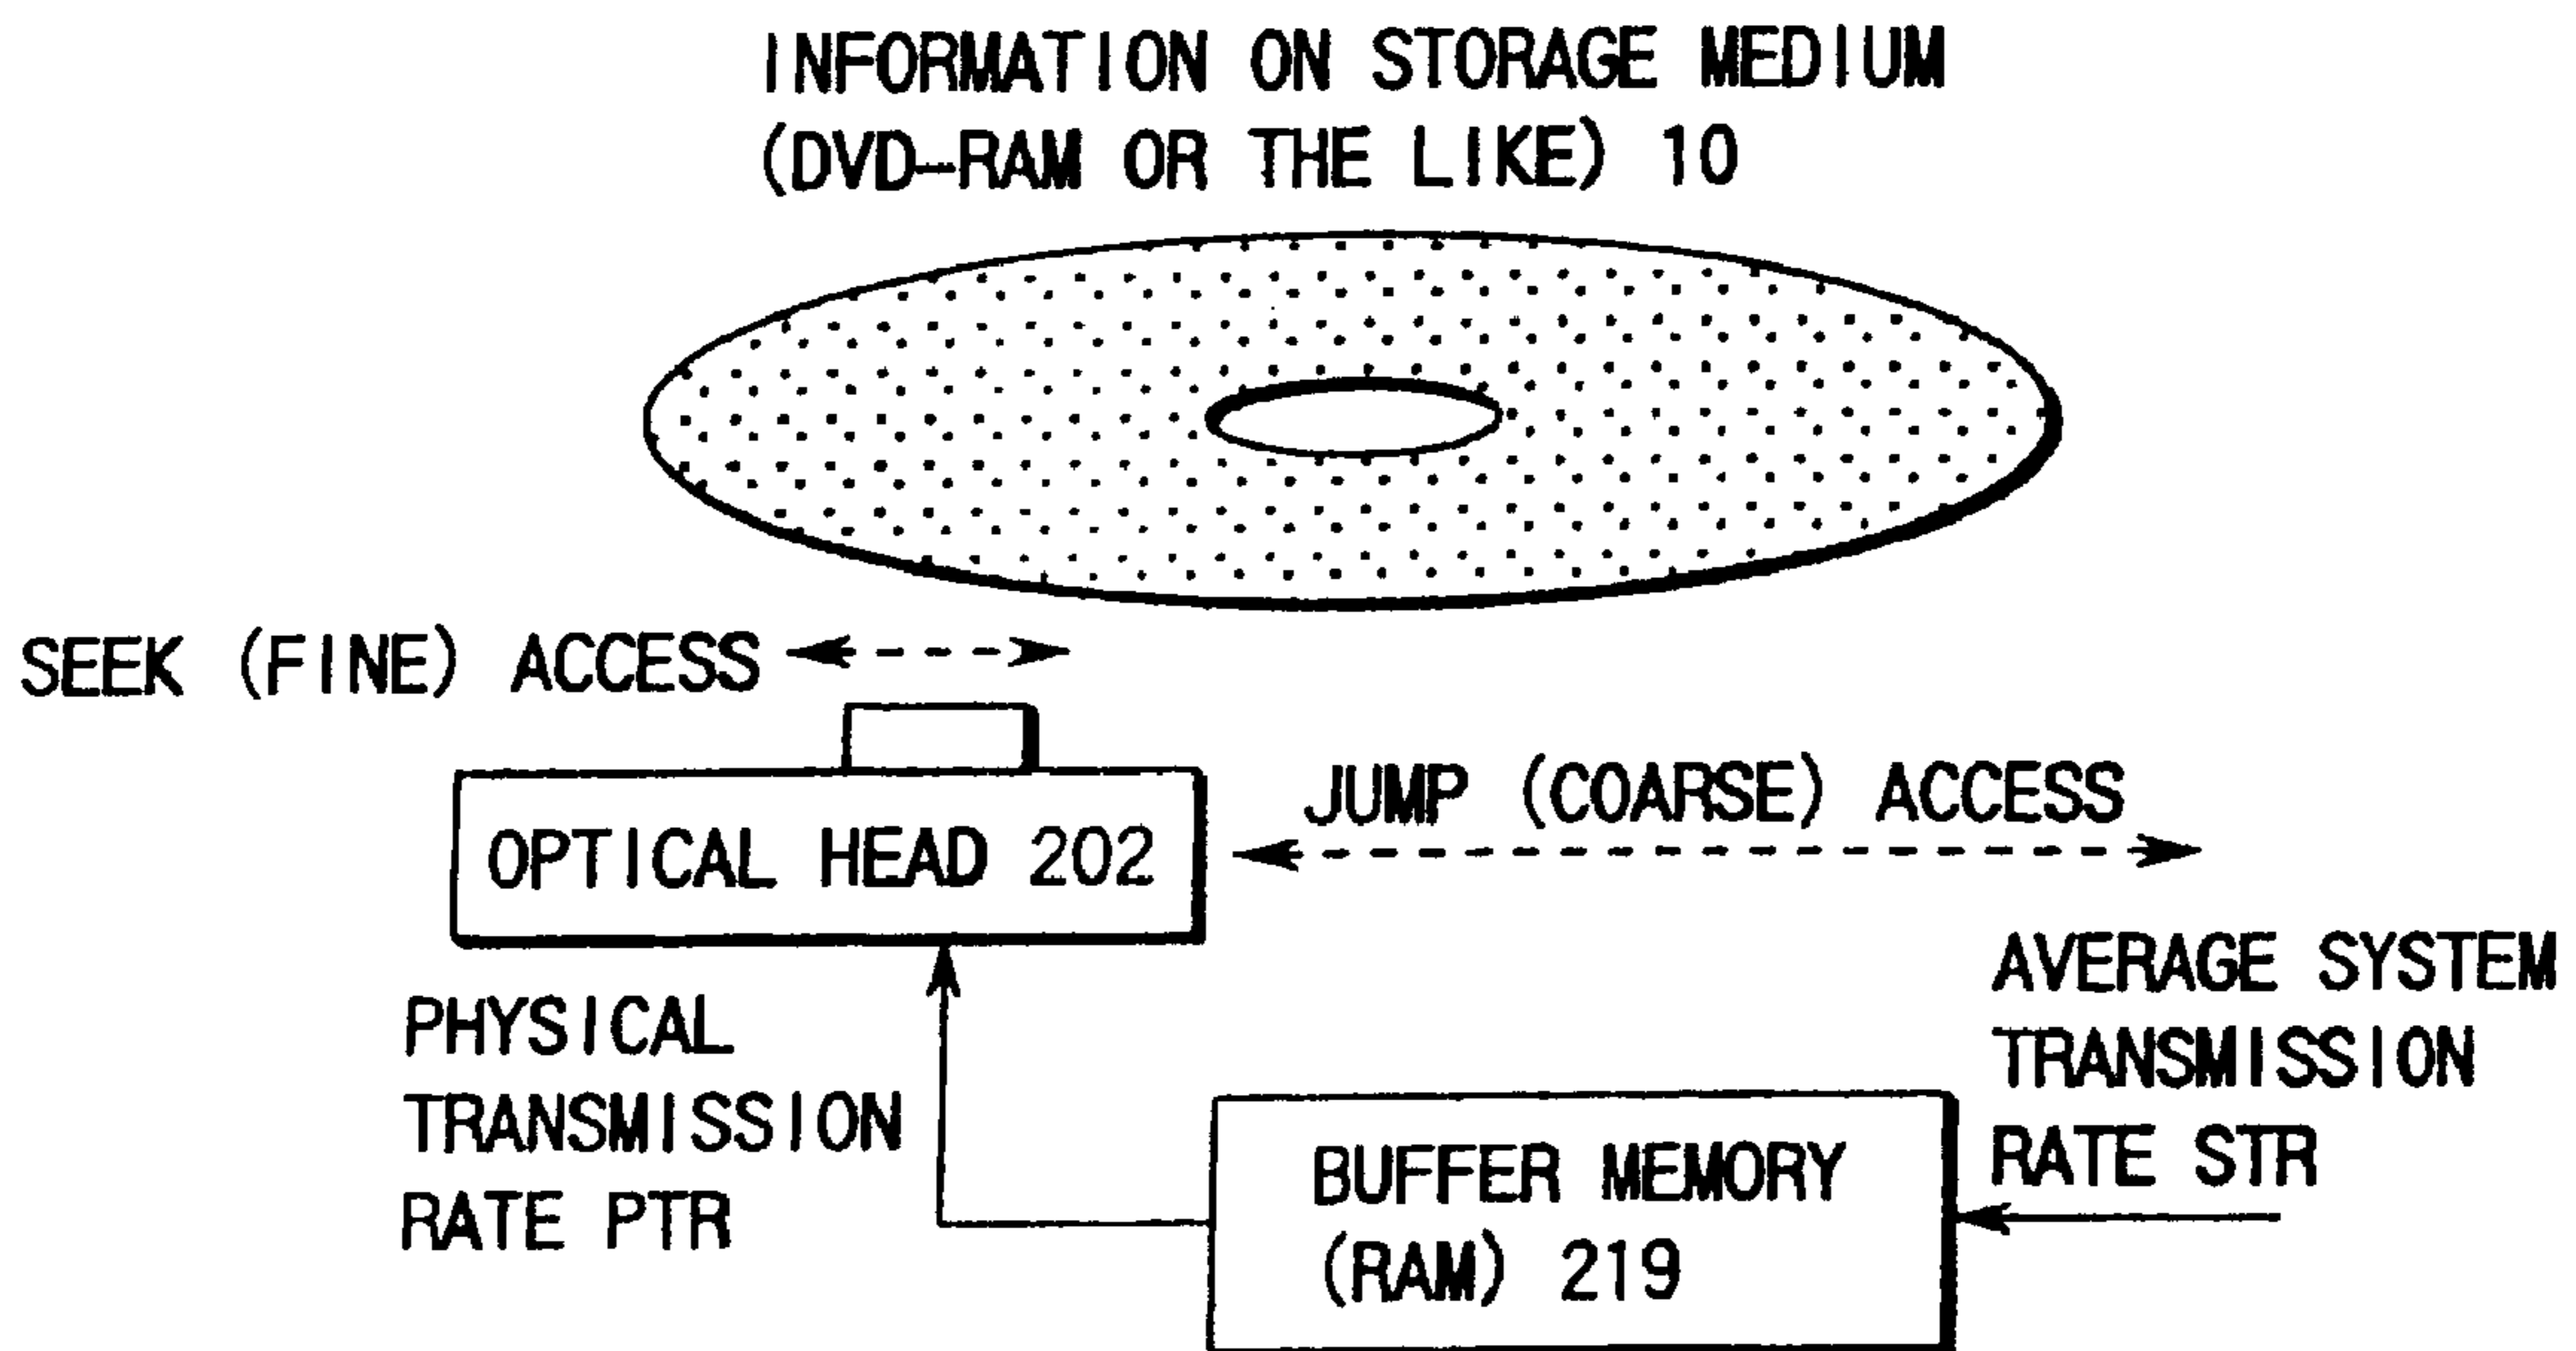 INFORMATION ON STORAGE MEDIUM
(DVD-RAM OR THE LIKE) 10
SEEK (FINE) ACCESS
JUMP (COARSE) ACCESS
OPTICAL HEAD 202
PHYSICAL
TRANSMISSION
RATE PTR
AVERAGE SYSTEM
TRANSMISSION
RATE STR
BUFFER MEMORY
(RAM) 219